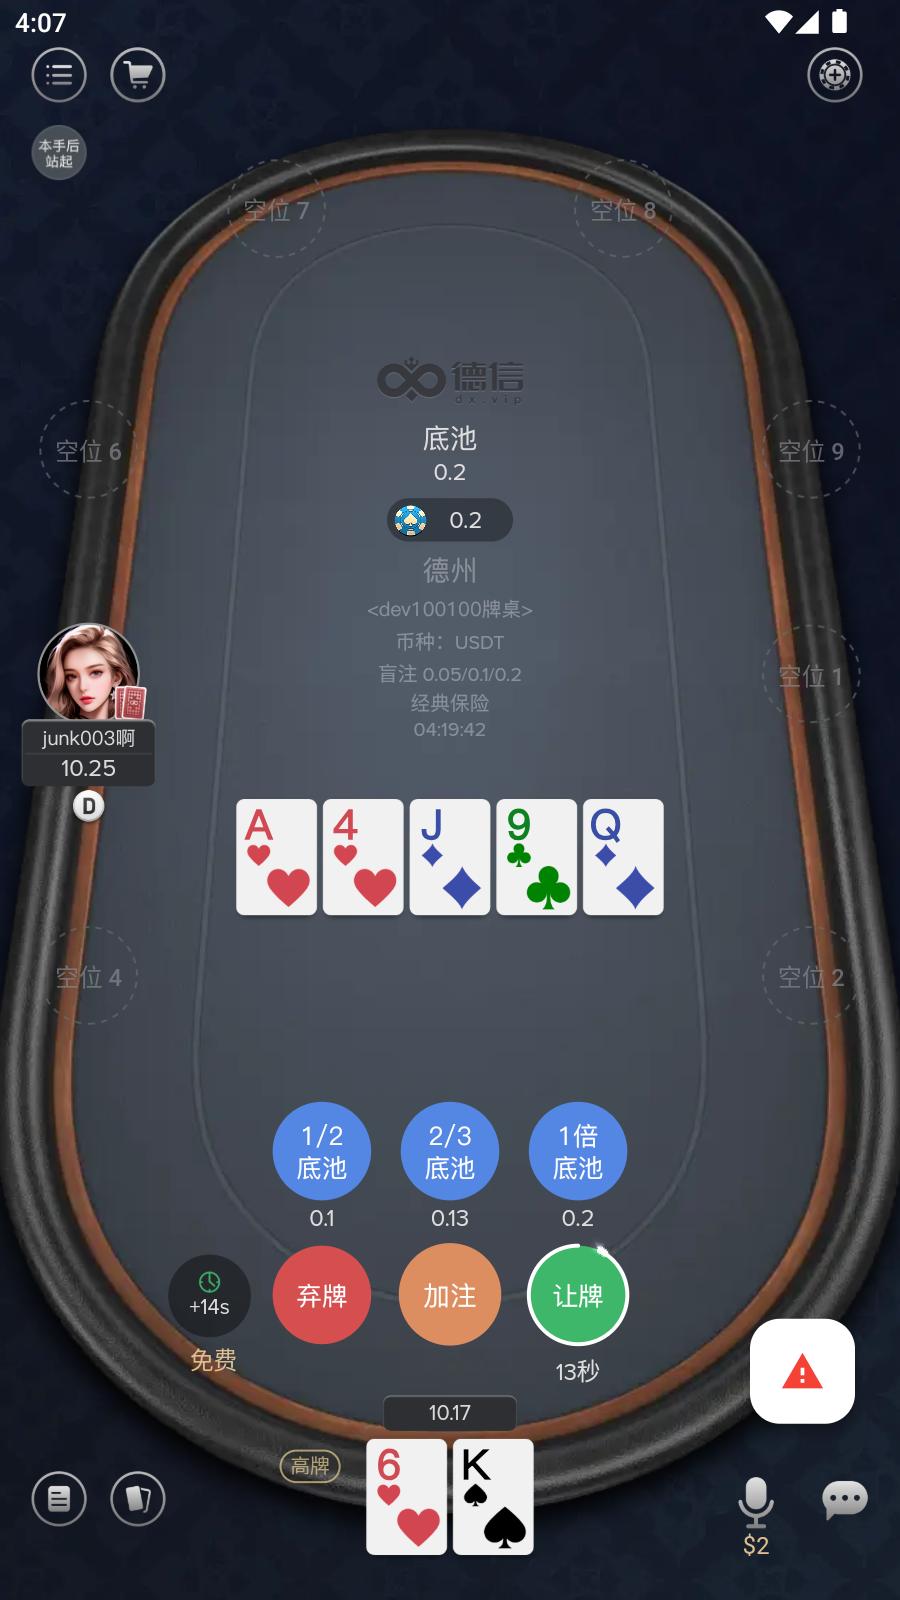 4:07
本手后
站起
空位 7
空位 8
德信
dx.vip
底池
0.2
空位 6
空位 9
0.2
德州
<dev100100牌桌>
币种：USDT
盲注 0.05/0.1/0.2
经典保险
04:19:42
空位 1
junk003啊
10.25
D
A
4
J
9
Q
空位 4
空位 2
1/2
底池
2/3
底池
1倍
底池
0.1
0.13
0.2
+14s
弃牌
加注
让牌
免费
13秒
10.17
高牌
6
K
$2